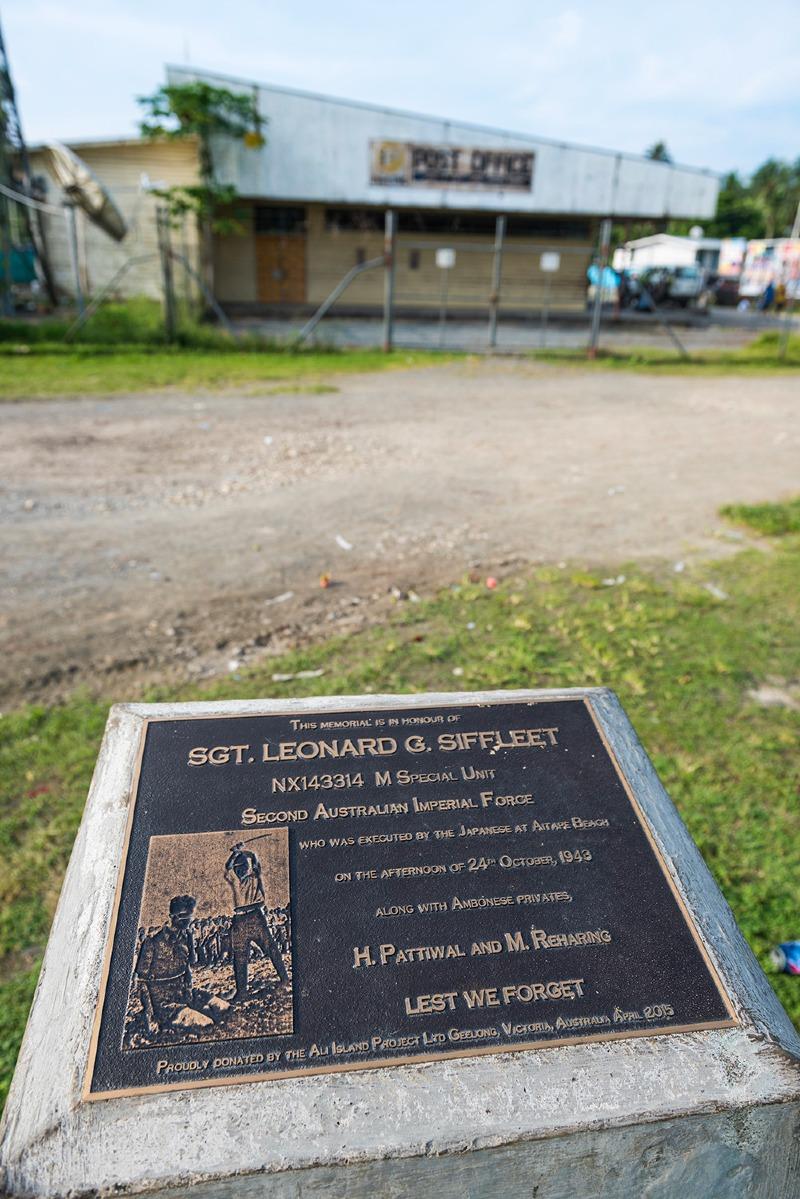 POST OFFICE
THIS MEMORIAL IS IN HONOUR OF
SGT. LEONARD G. SIFFLEET
NX143314 M SPECIAL UNIT
SECOND AUSTRALIAN IMPERIAL FORCE
WHO WAS EXECUTED BY THE JAPANESE AT AITAPE BEACH
ON THE AFTERNOON OF 24TH OCTOBER, 1943
ALONG WITH AMBONESE PRIVATES,
H. PATTIWAL AND M. REHARING
LEST WE FORGET
PROUDLY DONATED BY THE ALI ISLAND PROJECT LTD GEELONG, VICTORIA, AUSTRALIA APRIL 2015